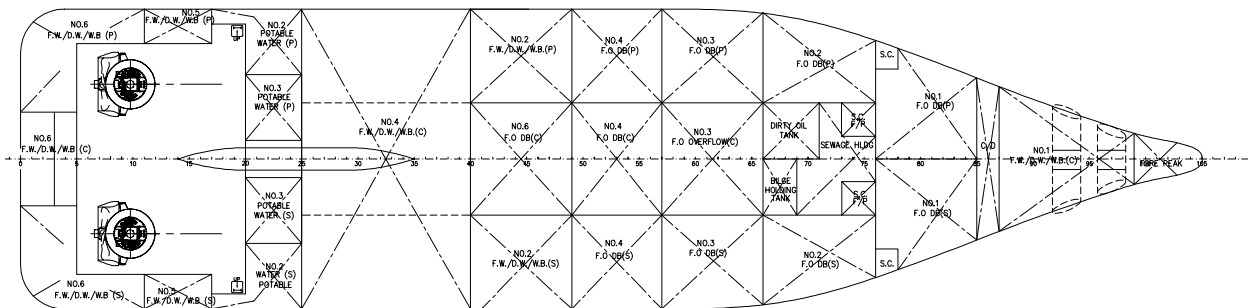 NO.6
F.W./D.W./W.B (P)
NO.5
F.W./D.W./W.B (P)
UP
NO.2
POTABLE
WATER (P)
NO.3
POTABLE
WATER (P)
NO.2
F.W./D.W./W.B.(P)
NO.4
F.O DB(P)
NO.3
F.O DB(P)
NO.2
F.O DB(P)
S.C.
NO.1
F.O DB(P)
NO.6
F.W./D.W./W.B (C)
NO.4
F.W./D.W./W.B.(C)
NO.6
F.O DB(C)
NO.4
F.O DB(C)
NO.3
F.O OVERFLOW(C)
DIRTY OIL
TANK
S.C
P/P
SEWAGE HLDG
C/D
NO.1
F.W./D.W./W.B.(C)
FORE PEAK
0 5 10 15 20 25 30 35 40 45 50 55 60 65 70 75 80 85 90 95 100 105
BILGE
HOLDING
TANK
S.C
NO.3
POTABLE
WATER (S)
NO.2
WATER (S)
POTABLE
NO.2
F.W./D.W./W.B.(S)
NO.4
F.O DB(S)
NO.3
F.O DB(S)
NO.2
F.O DB(S)
S.C.
NO.1
F.O DB(S)
UP
NO.6
F.W./D.W./W.B (S)
NO.5
F.W./D.W./W.B (S)